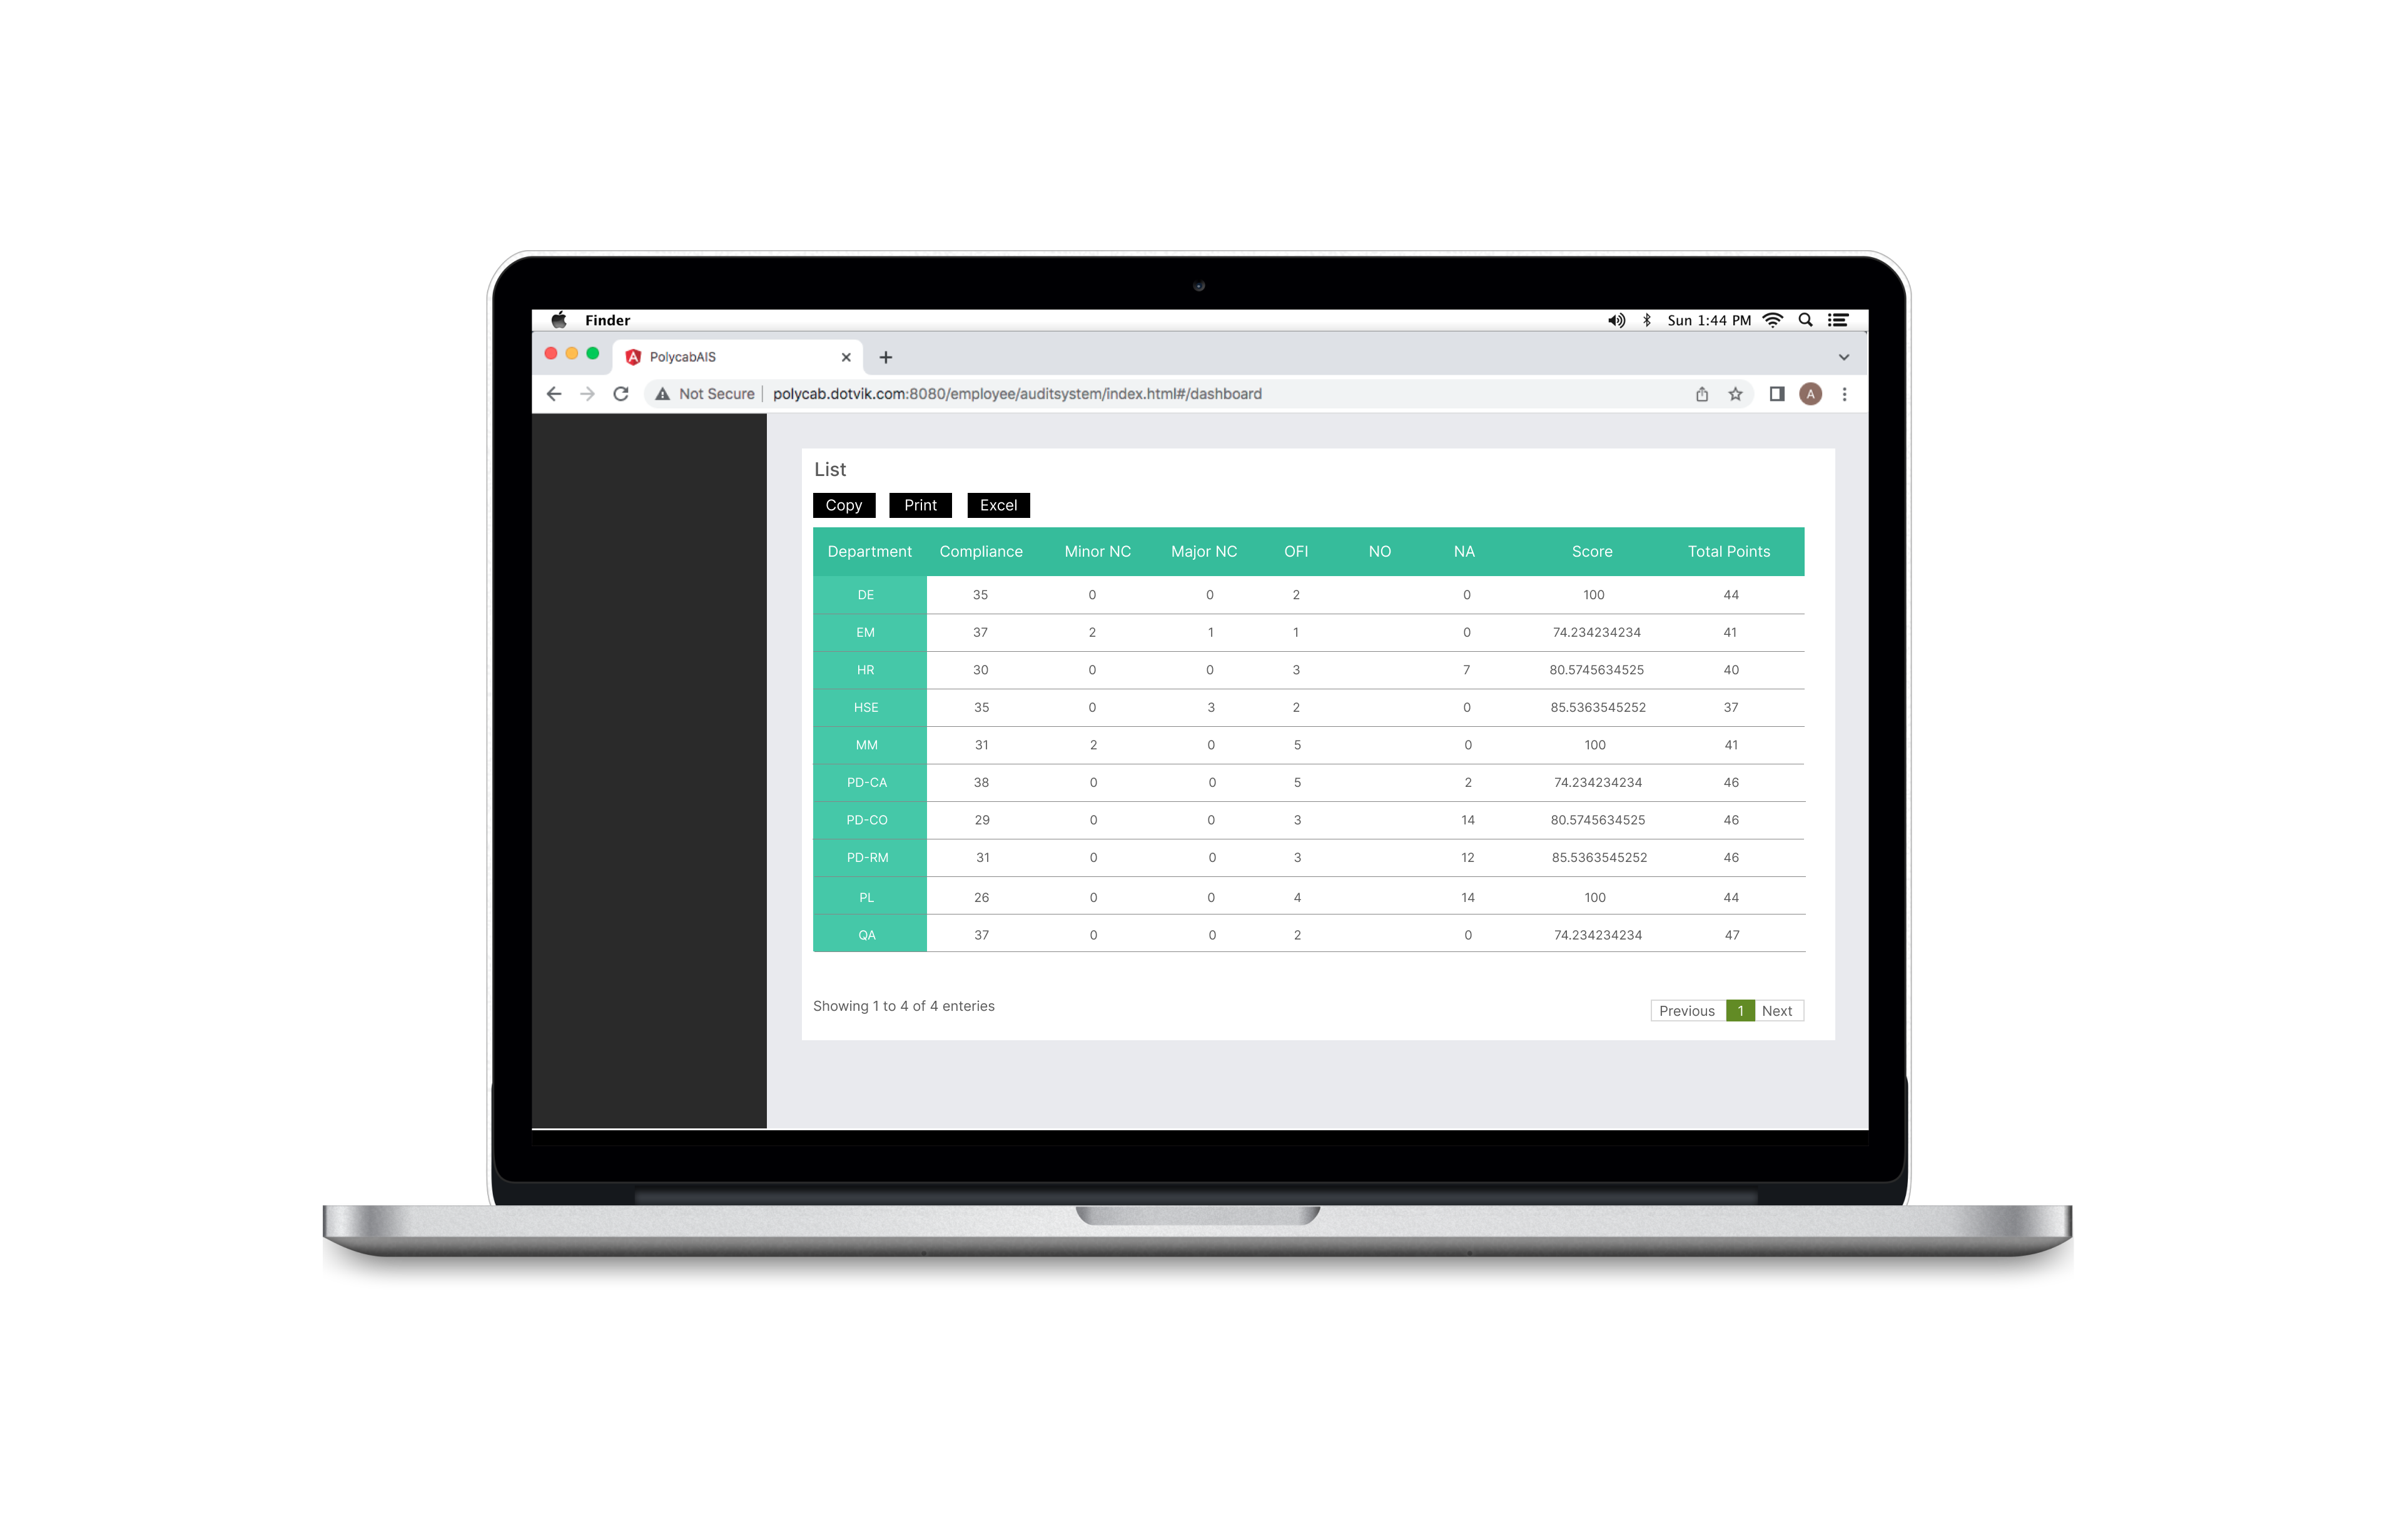 Finder
Sun 1:44 PM
PolycabAIS
Not Secure | polycab.dotvik.com:8080/employee/auditsystem/index.html#/dashboard
A
List
Copy Print Excel
Department Compliance Minor NC Major NC OFI NO NA Score Total Points
DE 35 0 0 2 0 100 44
EM 37 2 1 1 0 74.234234234 41
HR 30 0 0 3 7 80.5745634525 40
HSE 35 0 3 2 0 85.5363545252 37
MM 31 2 0 5 0 100 41
PD-CA 38 0 0 5 2 74.234234234 46
PD-CO 29 0 0 3 14 80.5745634525 46
PD-RM 31 0 0 3 12 85.5363545252 46
PL 26 0 0 4 14 100 44
QA 37 0 0 2 0 74.234234234 47
Showing 1 to 4 of 4 enteries
Previous 1 Next